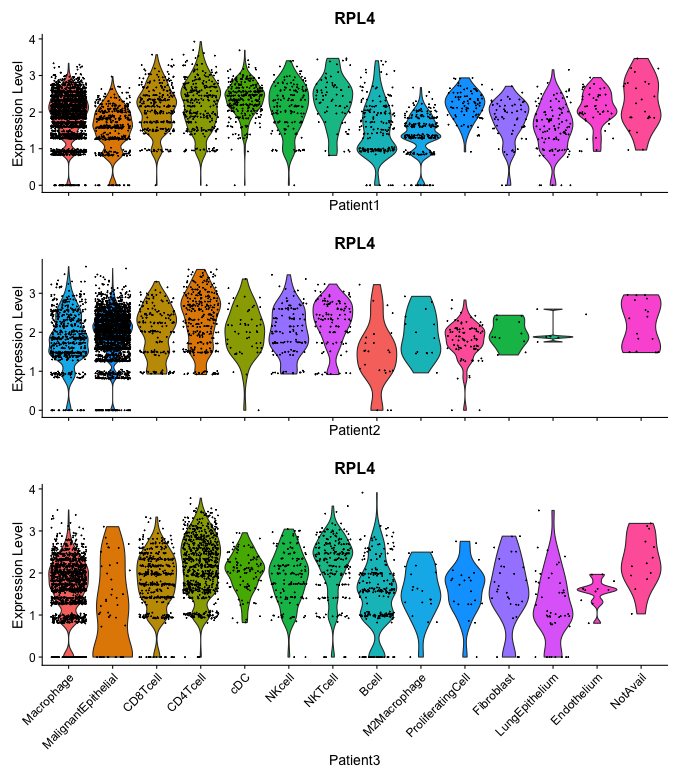 RPL4
Expression Level
4
3
2
1
0
Patient1
RPL4
Expression Level
3
2
1
0
Patient2
RPL4
Expression Level
4
3
2
1
0
Macrophage
MalignantEpithelial
CD8Tcell
CD4Tcell
cDC
NKcell
NKTcell
Bcell
M2Macrophage
ProliferatingCell
Fibroblast
LungEpithelium
Endothelium
NotAvail
Patient3